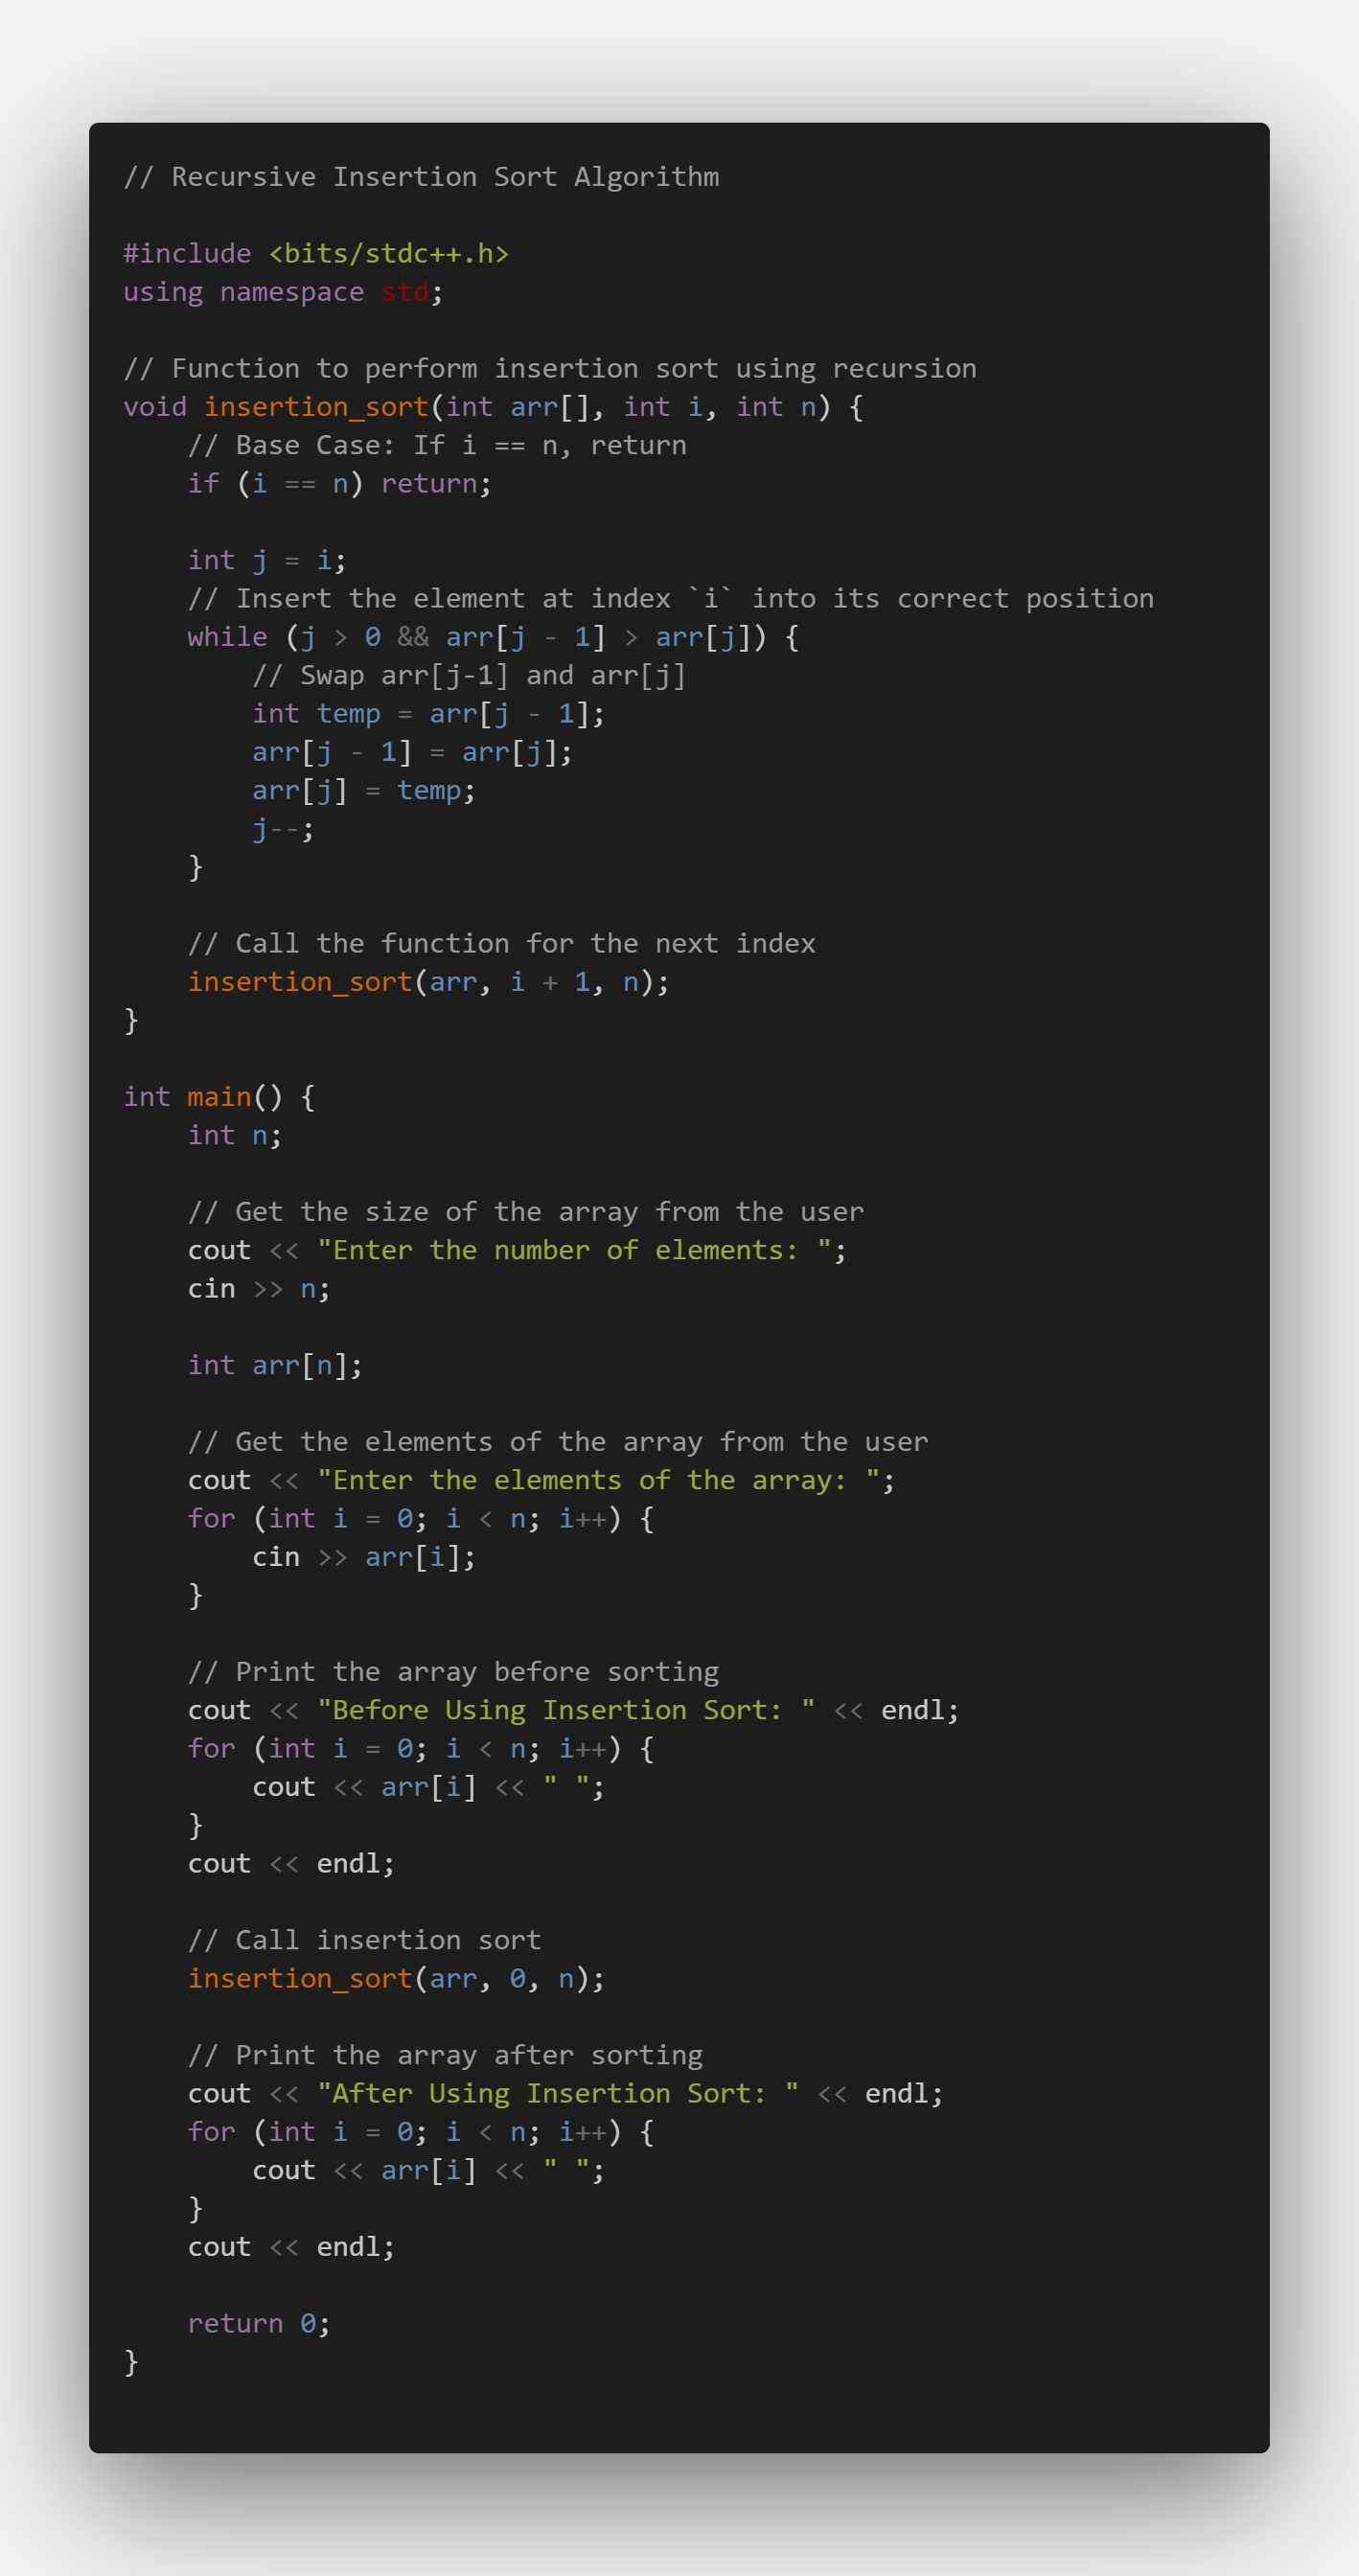 // Recursive Insertion Sort Algorithm

#include <bits/stdc++.h>
using namespace std;

// Function to perform insertion sort using recursion
void insertion_sort(int arr[], int i, int n) {
    // Base Case: If i == n, return
    if (i == n) return;

    int j = i;
    // Insert the element at index `i` into its correct position
    while (j > 0 && arr[j - 1] > arr[j]) {
        // Swap arr[j-1] and arr[j]
        int temp = arr[j - 1];
        arr[j - 1] = arr[j];
        arr[j] = temp;
        j--;
    }

    // Call the function for the next index
    insertion_sort(arr, i + 1, n);
}

int main() {
    int n;

    // Get the size of the array from the user
    cout << "Enter the number of elements: ";
    cin >> n;

    int arr[n];

    // Get the elements of the array from the user
    cout << "Enter the elements of the array: ";
    for (int i = 0; i < n; i++) {
        cin >> arr[i];
    }

    // Print the array before sorting
    cout << "Before Using Insertion Sort: " << endl;
    for (int i = 0; i < n; i++) {
        cout << arr[i] << " ";
    }
    cout << endl;

    // Call insertion sort
    insertion_sort(arr, 0, n);

    // Print the array after sorting
    cout << "After Using Insertion Sort: " << endl;
    for (int i = 0; i < n; i++) {
        cout << arr[i] << " ";
    }
    cout << endl;

    return 0;
}